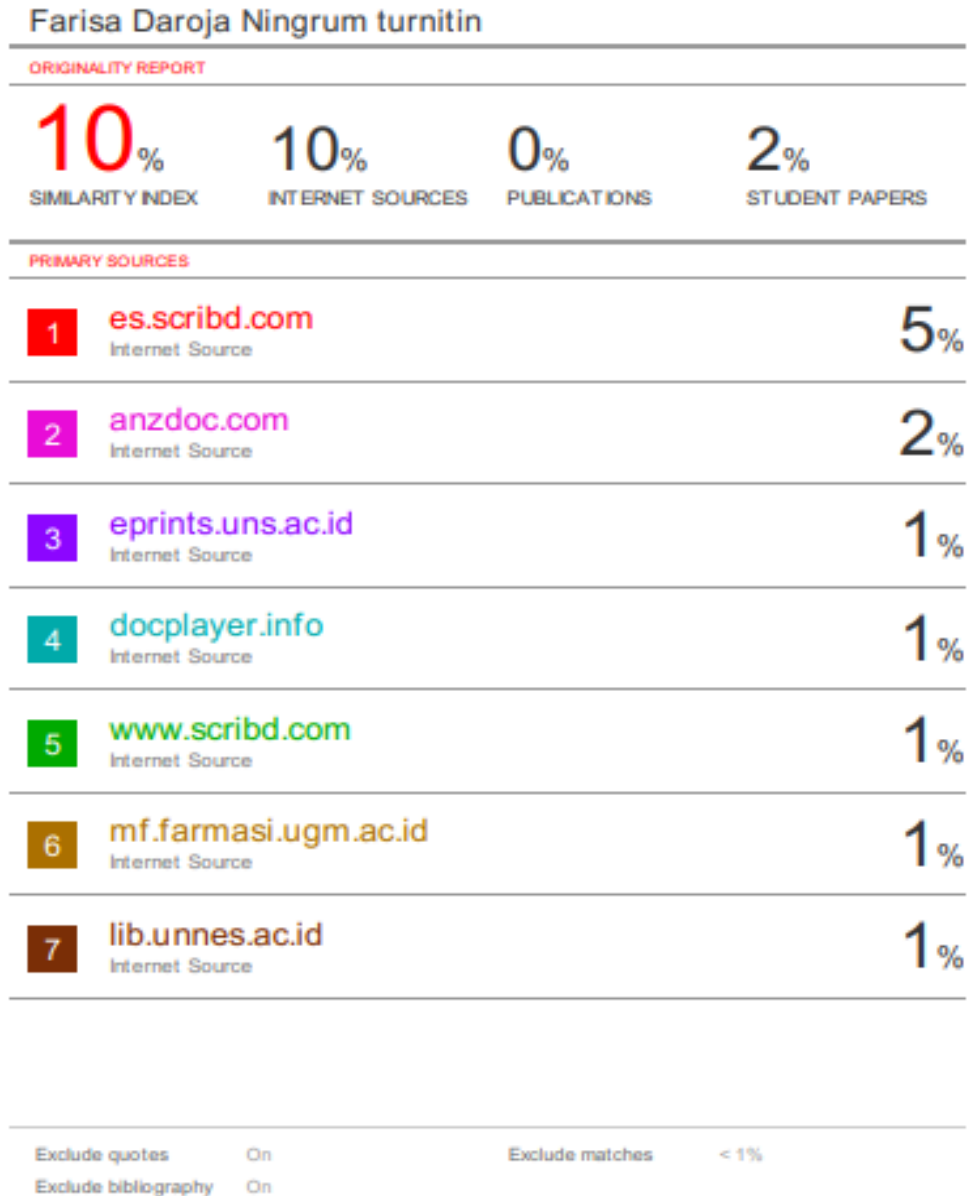 Farisa Daroja Ningrum turnitin
ORIGINALITY REPORT
10% 10% 0% 2%
SIMILARITY INDEX INTERNET SOURCES PUBLICATIONS STUDENT PAPERS
PRIMARY SOURCES
1 es.scribd.com 5%
Internet Source
2 anzdoc.com 2%
Internet Source
3 eprints.uns.ac.id 1%
Internet Source
4 docplayer.info 1%
Internet Source
5 www.scribd.com 1%
Internet Source
6 mf.farmasi.ugm.ac.id 1%
Internet Source
7 lib.unnes.ac.id 1%
Internet Source
Exclude quotes On Exclude matches < 1%
Exclude bibliography On